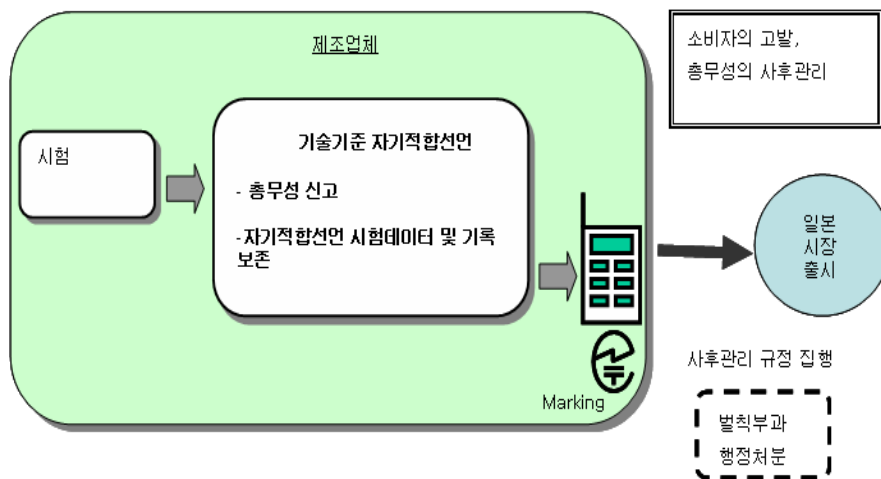 제조업체
소비자의 고발,
총무성의 사후관리
시험
기술기준 자기적합선언
- 총무성 신고
-자기적합선언 시험데이터 및 기록
보존
일본
시장
출시
Marking
사후관리 규정 집행
벌칙부과
행정처분